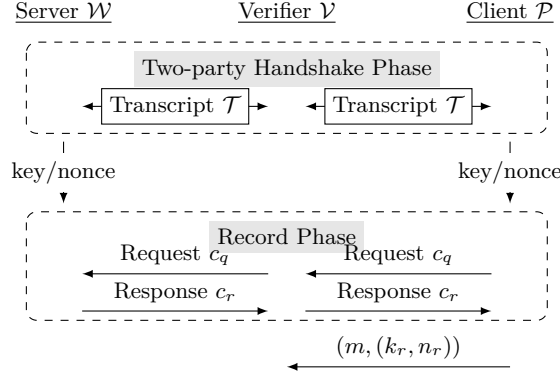 Server 𝒲 Verifier 𝒱 Client 𝒫
Two-party Handshake Phase
Transcript 𝒯 Transcript 𝒯
key/nonce key/nonce
Record Phase
Request c_q Request c_q
Response c_r Response c_r
(m, (k_r, n_r))